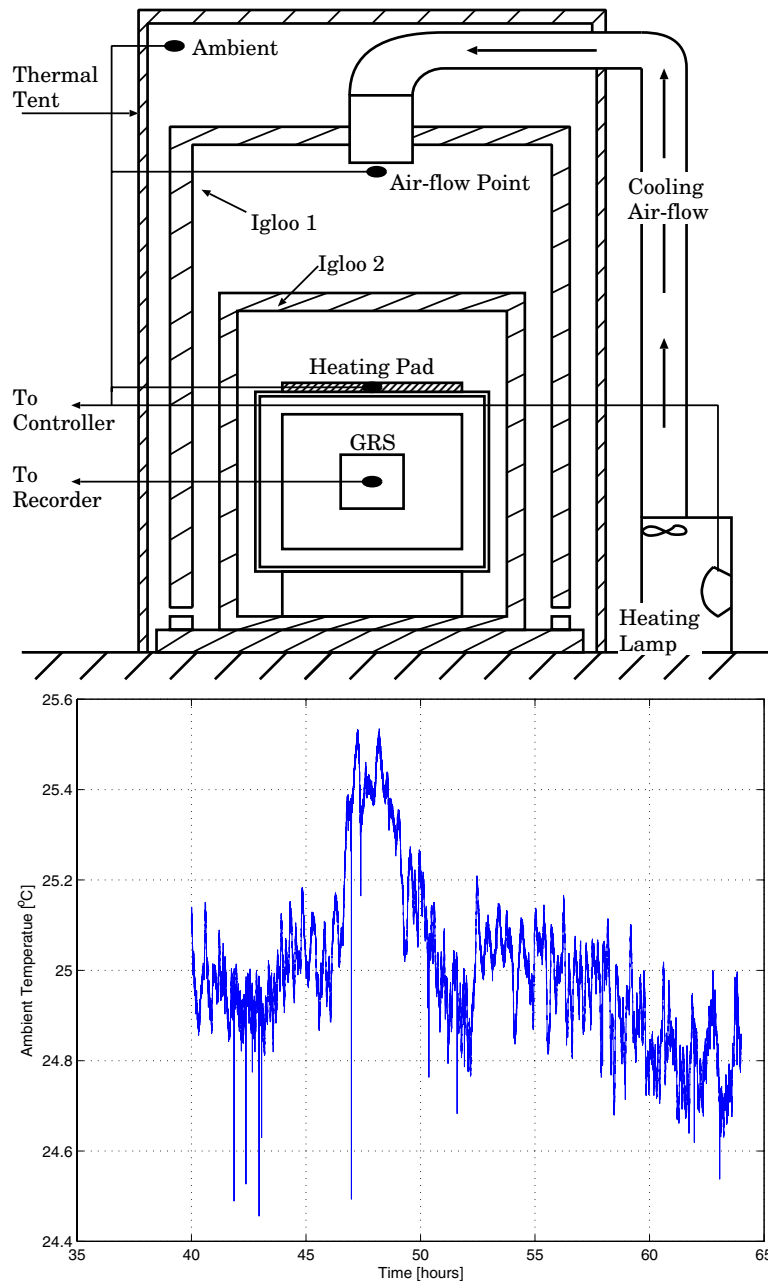 Ambient
Thermal
Tent
Air-flow Point
Cooling
Air-flow
Igloo 1
Igloo 2
Heating Pad
To
Controller
GRS
To
Recorder
Heating
Lamp
25.6
25.4
25.2
25
24.8
24.6
24.4
Ambient Temperatue [°C]
35
40
45
50
55
60
65
Time [hours]